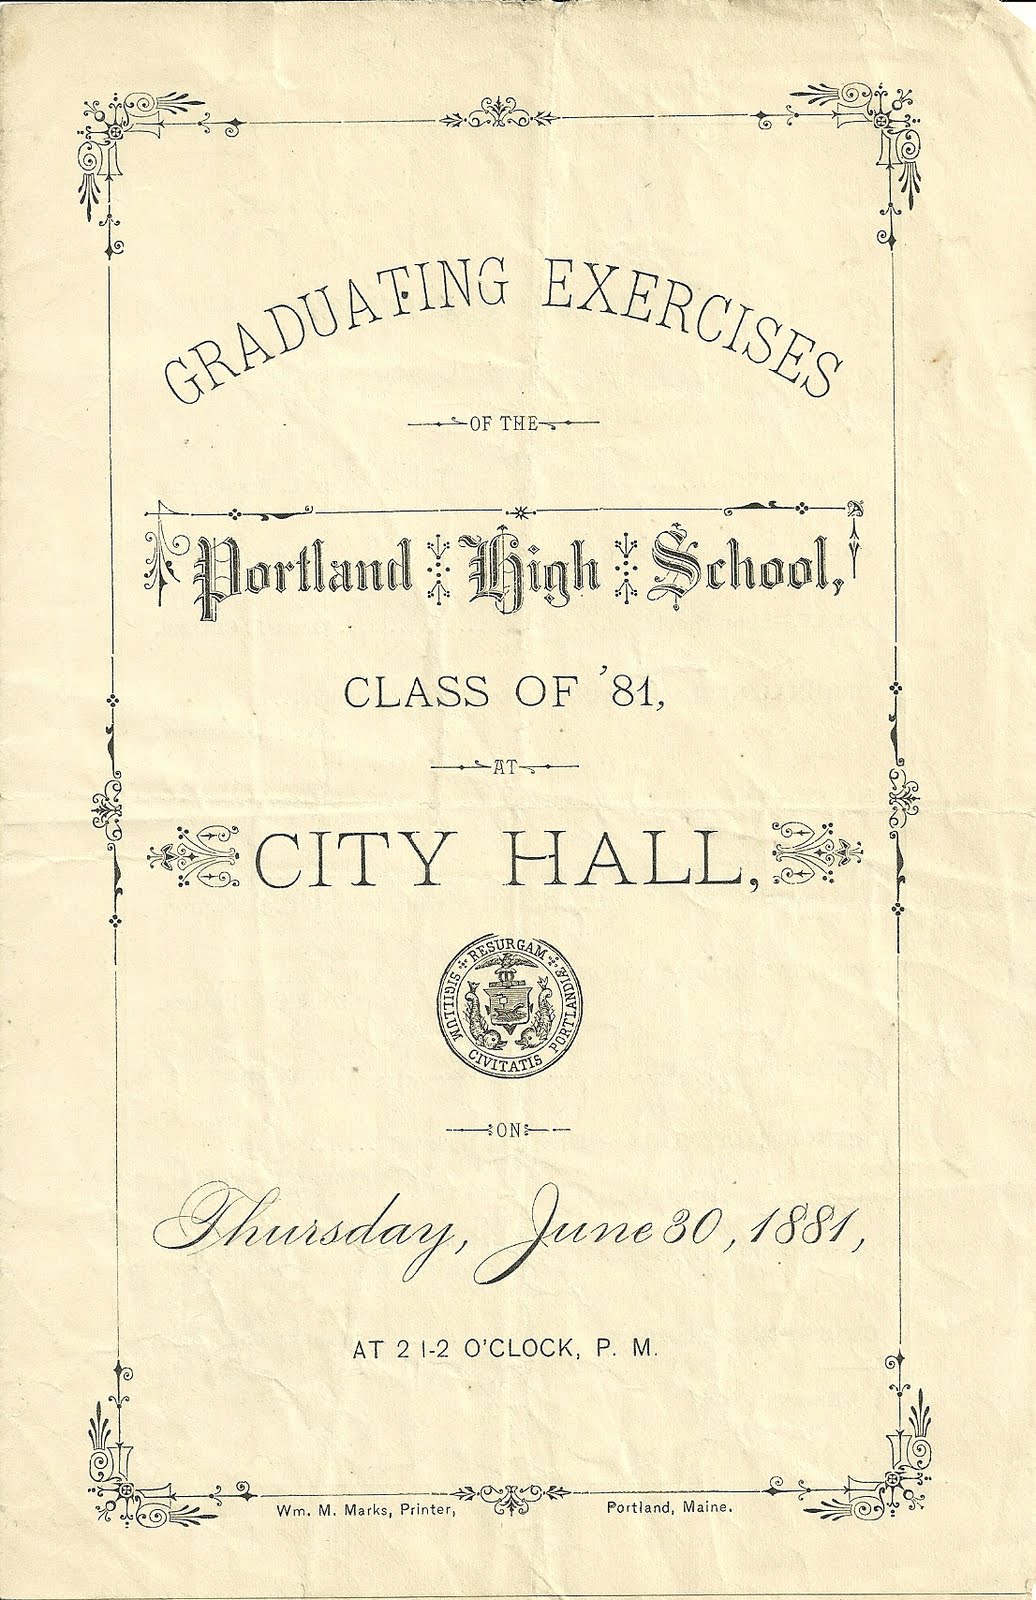 GRADUATING EXERCISES
OF THE
Portland High School,
CLASS OF '81,
AT
CITY HALL,
RESURGAM
SIGILLUM CIVITATIS PORTLANDIÆ
ON
Thursday, June 30, 1881,
AT 2 1-2 O'CLOCK, P. M.
Wm. M. Marks, Printer, Portland, Maine.